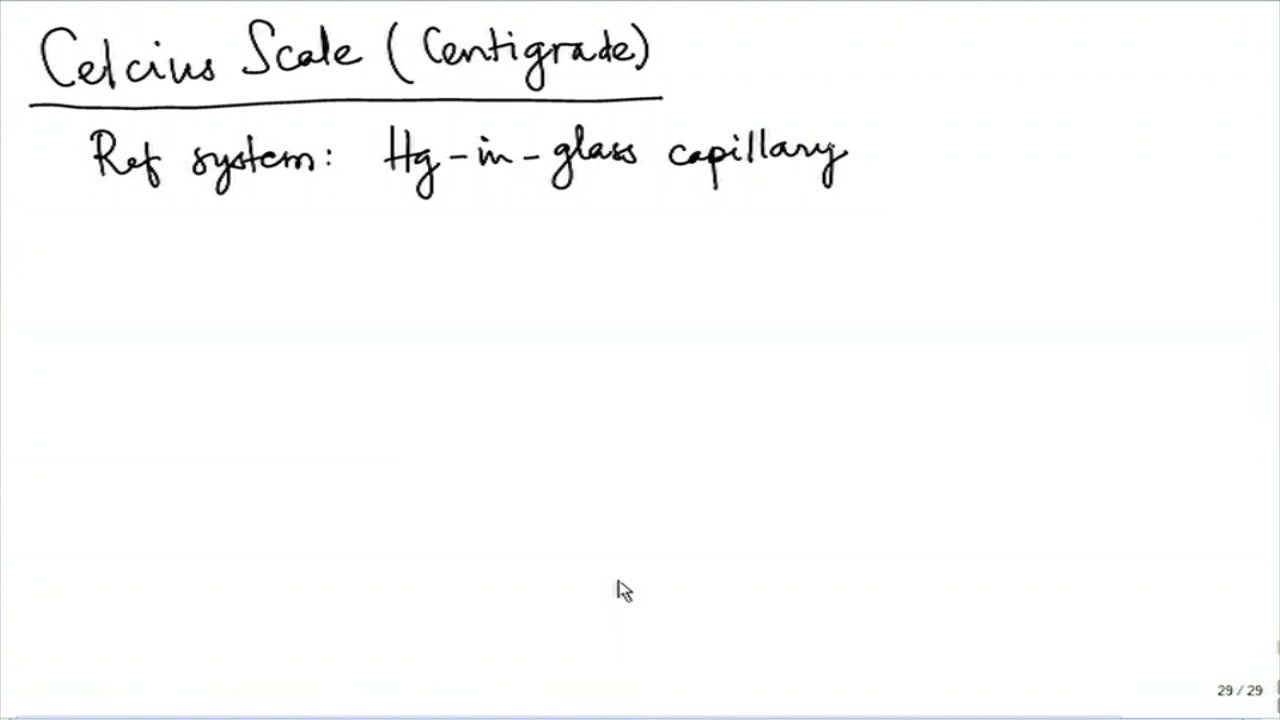 Celcius Scale (Centigrade)
Ref system: Hg-in-glass capillary
29 / 29